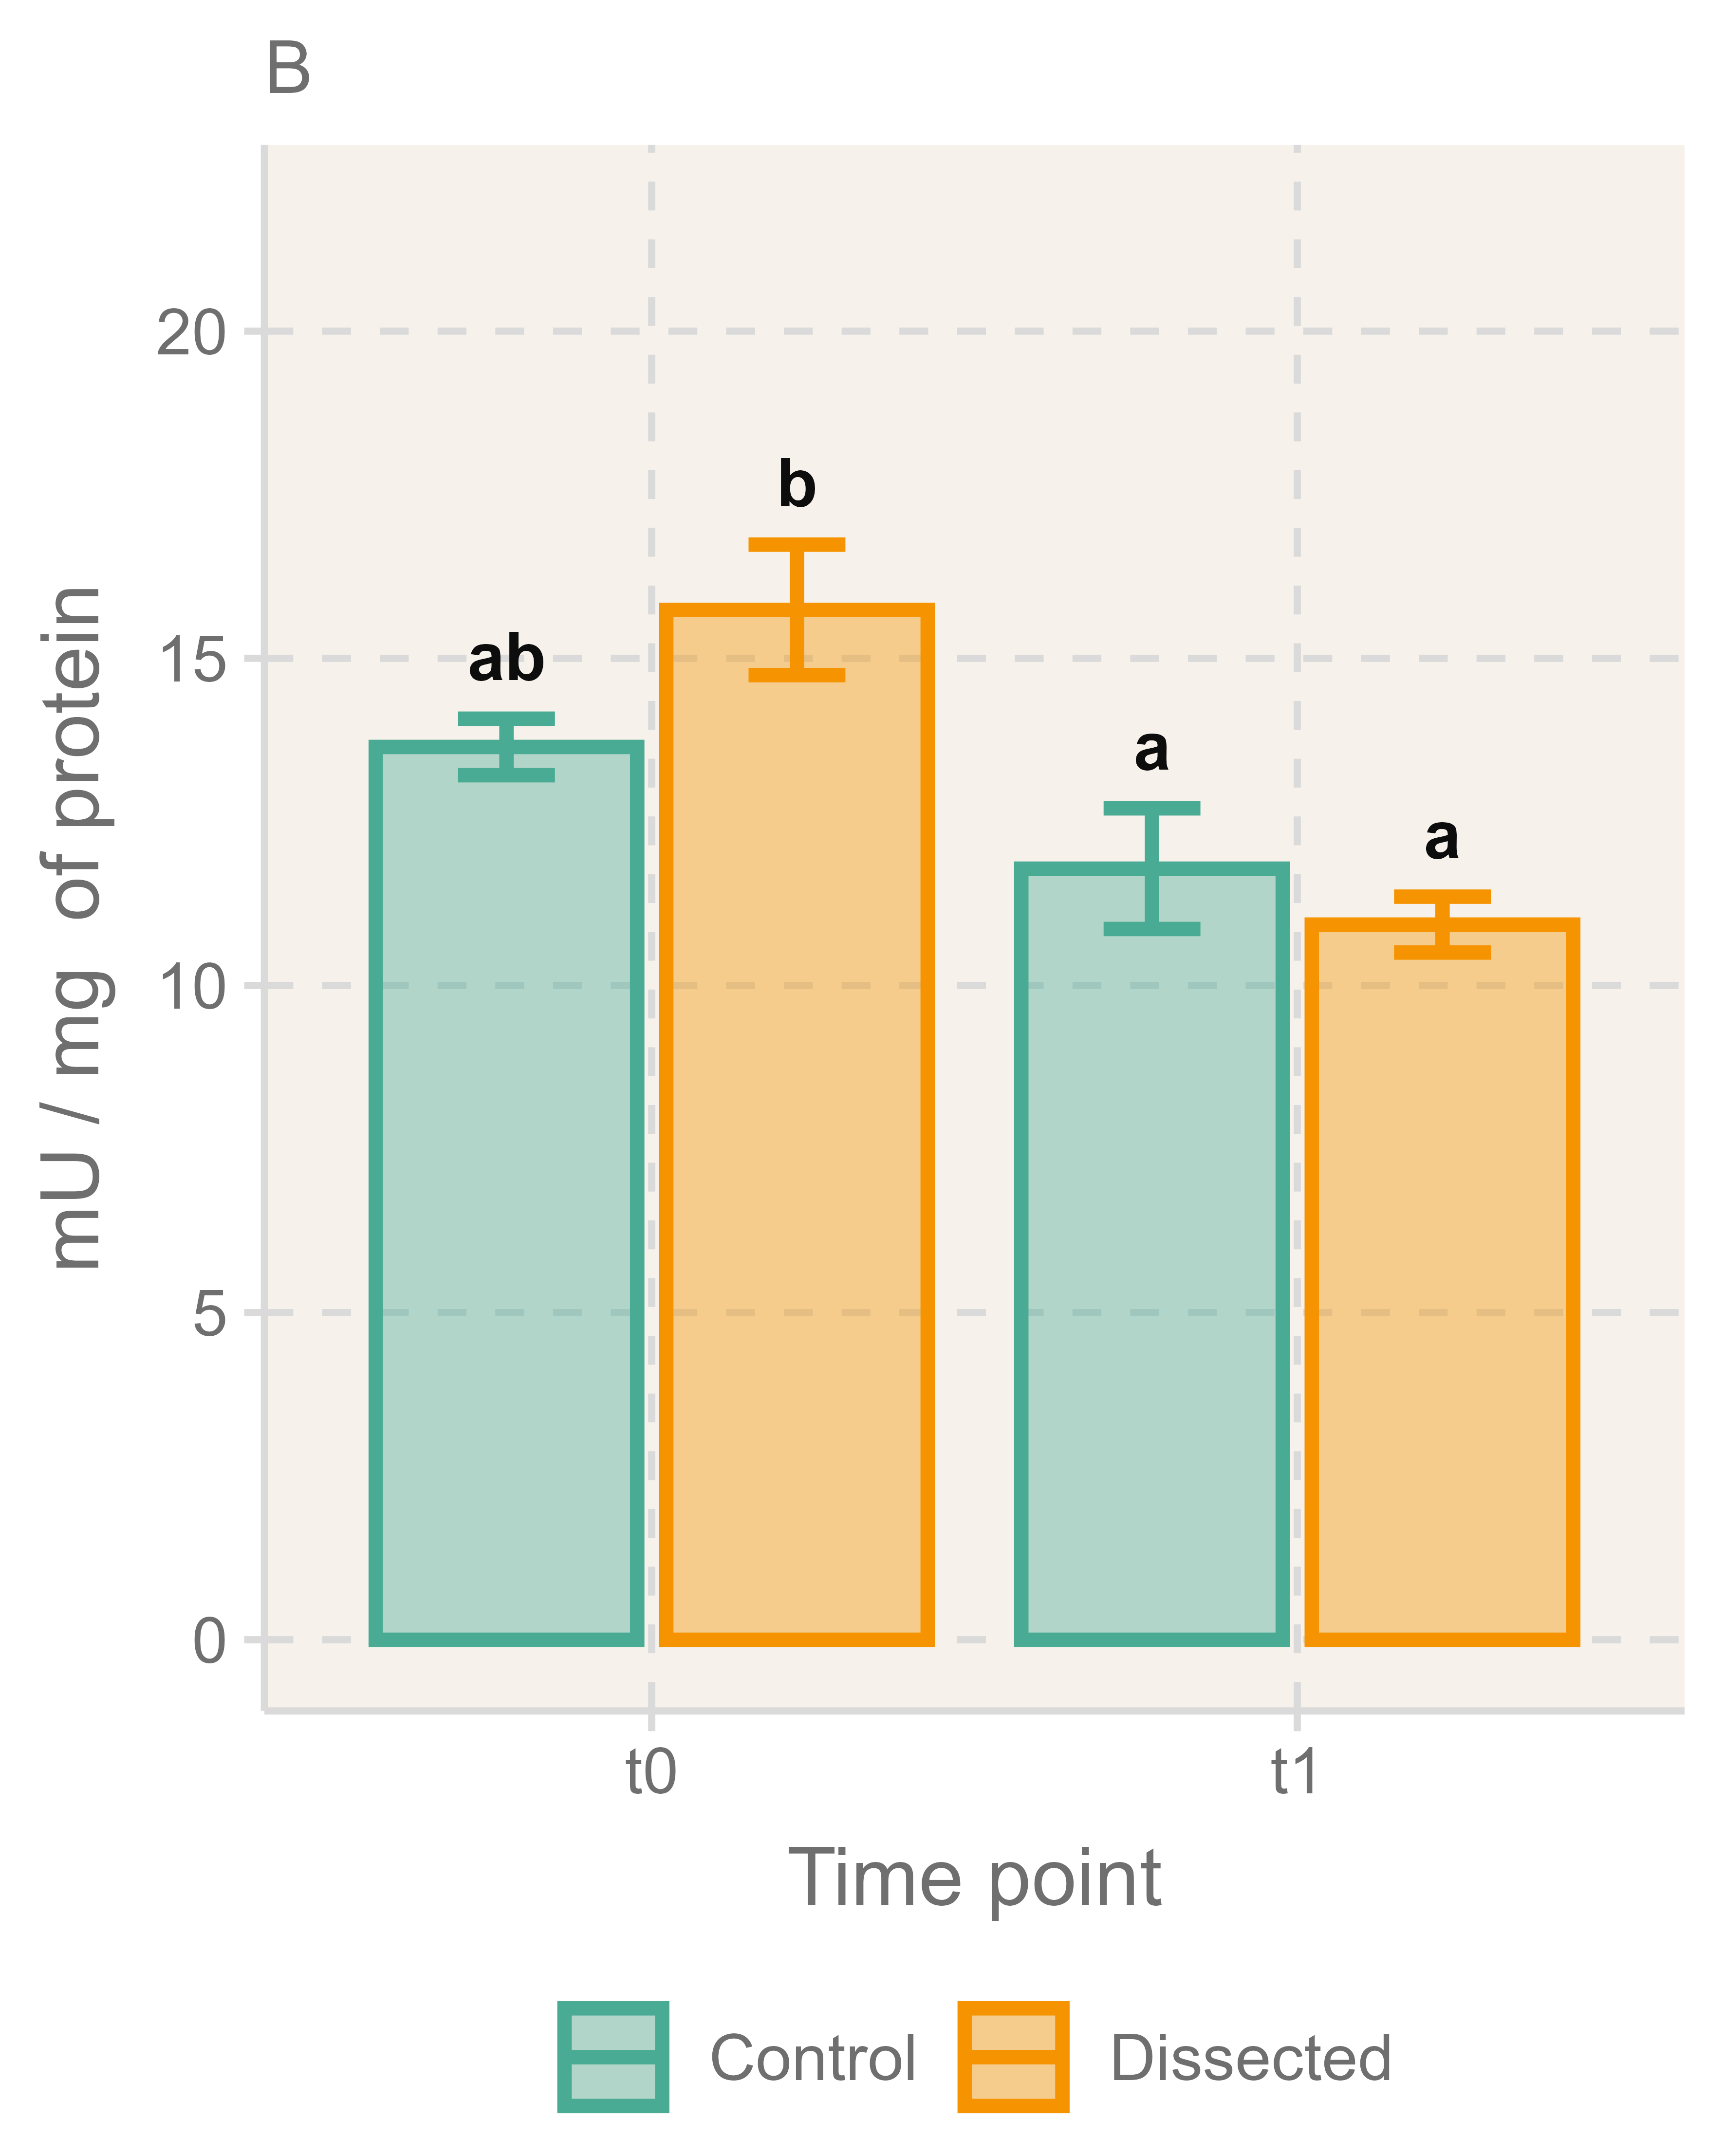 B
20
15
10
5
0
mU / mg of protein
ab
b
a
a
t0
t1
Time point
Control
Dissected